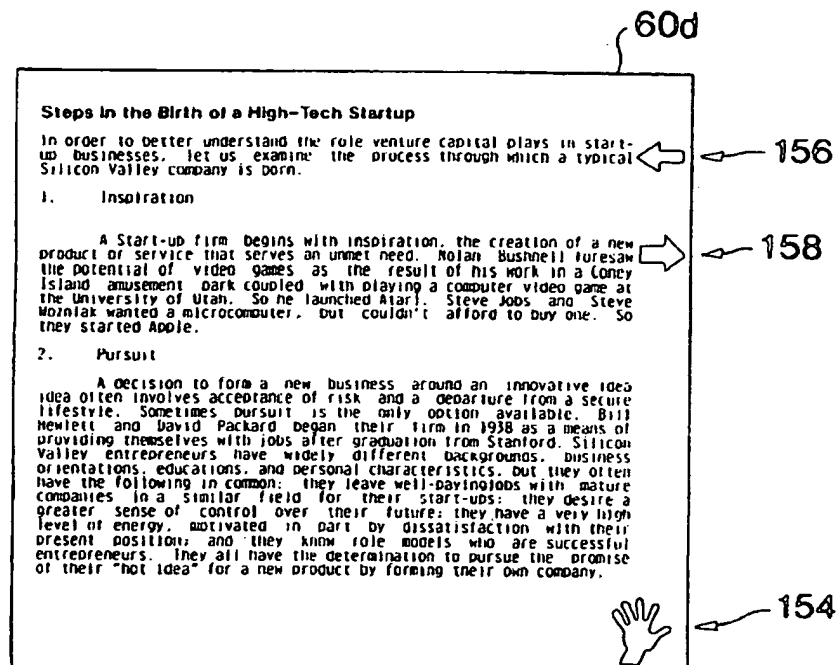 60d
Steps in the Birth of a High-Tech Startup
In order to better understand the role venture capital plays in start-
up businesses, let us examine the process through which a typical
Silicon Valley company is born.
156
1. Inspiration
A Start-up firm begins with inspiration, the creation of a new
product or service that serves an unmet need. Nolan Bushnell foresaw
158
the potential of video games as the result of his work in a Coney
Island amusement park coupled with playing a computer video game at
the University of Utah. So he launched Atari. Steve Jobs and Steve
Wozniak wanted a microcomputer, but couldn't afford to buy one. So
they started Apple.
2. Pursuit
A decision to form a new business around an innovative idea
idea often involves acceptance of risk and a departure from a secure
lifestyle. Sometimes pursuit is the only option available. Bill
Hewlett and David Packard began their firm in 1938 as a means of
providing themselves with jobs after graduation from Stanford. Silicon
Valley entrepreneurs have widely different backgrounds, business
orientations, educations, and personal characteristics, but they often
have the following in common: they leave well-payingjobs with mature
companies in a similar field for their start-ups; they desire a
greater sense of control over their future; they have a very high
level of energy, motivated in part by dissatisfaction with their
present position; and they know role models who are successful
entrepreneurs. They all have the determination to pursue the promise
of their "hot idea" for a new product by forming their own company.
154